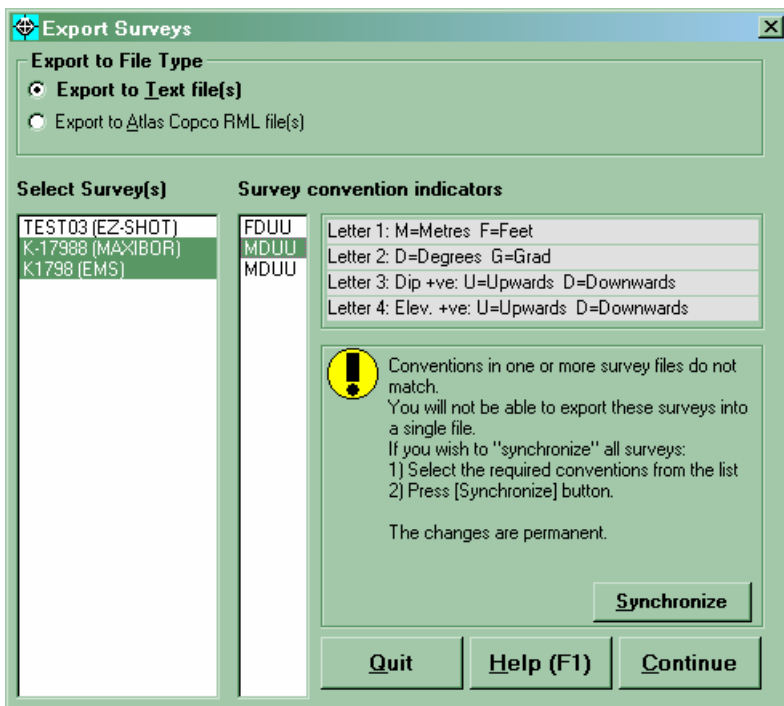 Export Surveys
Export to File Type
Export to Text file(s)
Export to Atlas Copco RML file(s)
Select Survey(s)
Survey convention indicators
TEST03 (EZ-SHOT)
K-17988 (MAXIBOR)
K1798 (EMS)
FDUU
MDUU
MDUU
Letter 1: M=Metres F=Feet
Letter 2: D=Degrees G=Grad
Letter 3: Dip +ve: U=Upwards D=Downwards
Letter 4: Elev. +ve: U=Upwards D=Downwards
Conventions in one or more survey files do not
match.
You will not be able to export these surveys into
a single file.
If you wish to "synchronize" all surveys:
1) Select the required conventions from the list
2) Press [Synchronize] button.
The changes are permanent.
Synchronize
Quit
Help (F1)
Continue